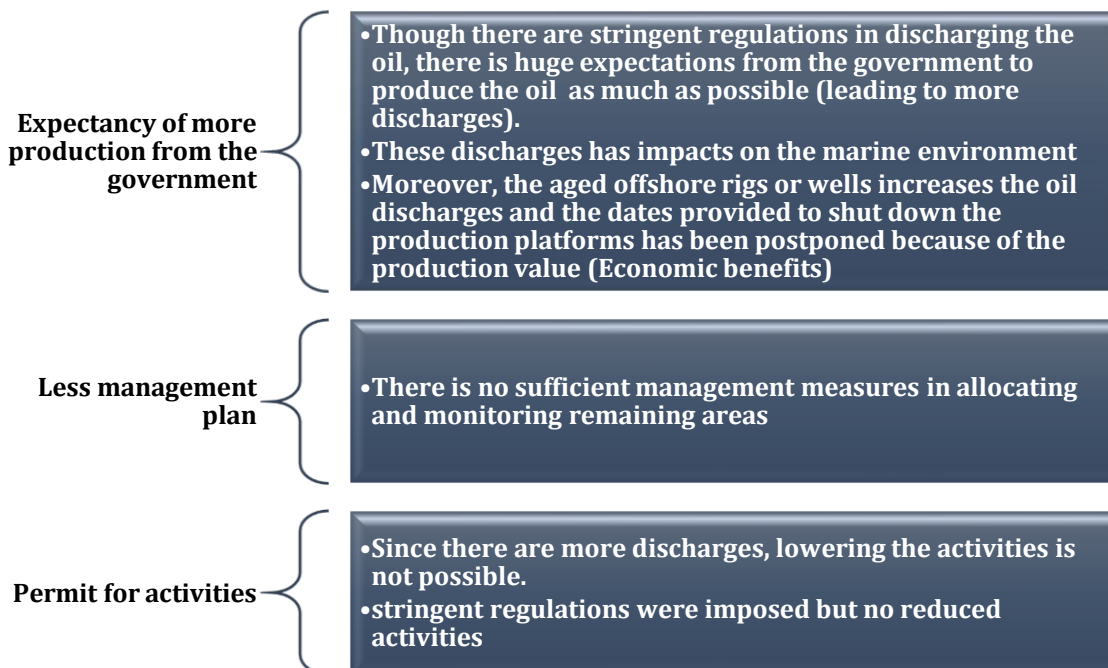 Expectancy of more
production from the
government
•Though there are stringent regulations in discharging the
oil, there is huge expectations from the government to
produce the oil as much as possible (leading to more
discharges).
•These discharges has impacts on the marine environment
•Moreover, the aged offshore rigs or wells increases the oil
discharges and the dates provided to shut down the
production platforms has been postponed because of the
production value (Economic benefits)
Less management
plan
•There is no sufficient management measures in allocating
and monitoring remaining areas
Permit for activities
•Since there are more discharges, lowering the activities is
not possible.
•stringent regulations were imposed but no reduced
activities